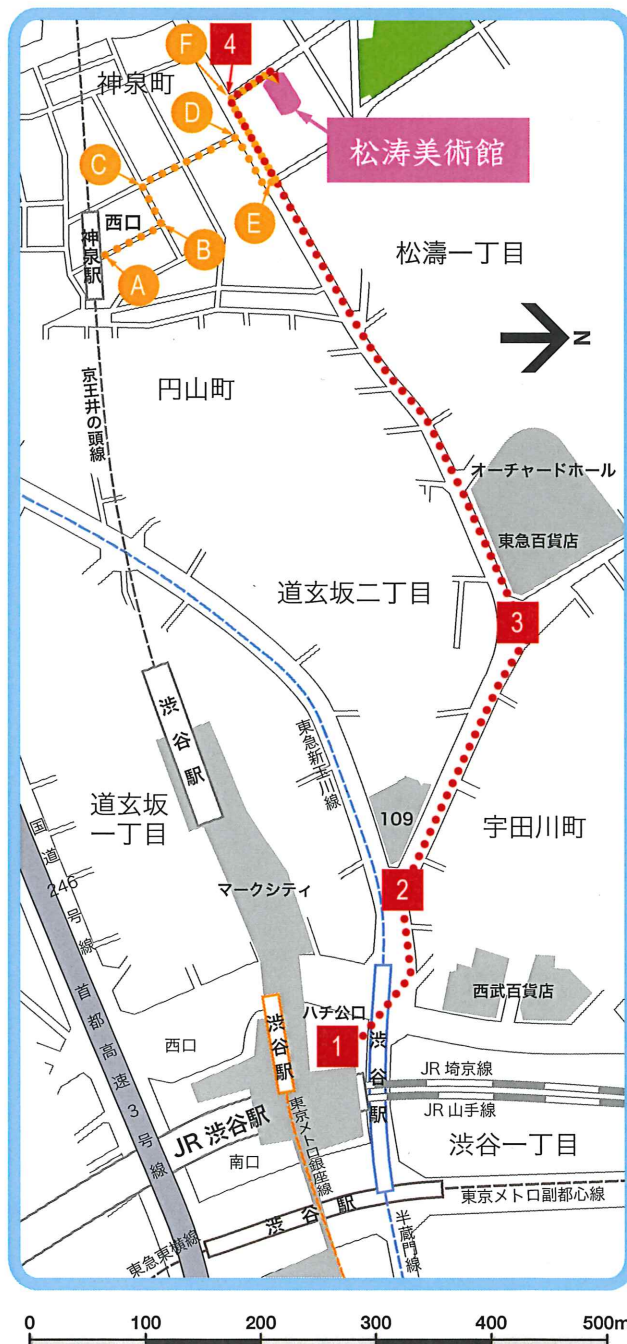 F
4
神泉町
D
C
松涛美術館
西口
E
B
神泉駅
A
松濤一丁目
N
円山町
京王井の頭線
オーチャードホール
東急百貨店
道玄坂二丁目
3
渋谷駅
東急新玉川線
道玄坂
一丁目
109
宇田川町
国道246号線
首都高速3号線
マークシティ
2
西武百貨店
ハチ公口
1
西口
渋谷駅
渋谷駅
JR 埼京線
JR 山手線
JR 渋谷駅
東京メトロ銀座線
渋谷一丁目
南口
渋谷駅
東京メトロ副都心線
東急東横線
半蔵門線
0 100 200 300 400 500m